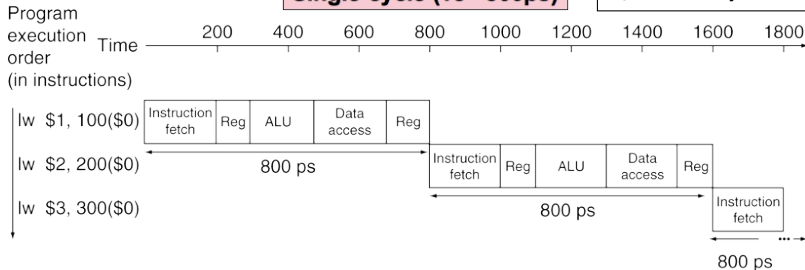 Program
execution
order
(in instructions)
Time
200 400 600 800 1000 1200 1400 1600 1800
lw $1, 100($0)
Instruction
fetch
Reg
ALU
Data
access
Reg
lw $2, 200($0)
800 ps
Instruction
fetch
Reg
ALU
Data
access
Reg
lw $3, 300($0)
800 ps
Instruction
fetch
...
800 ps